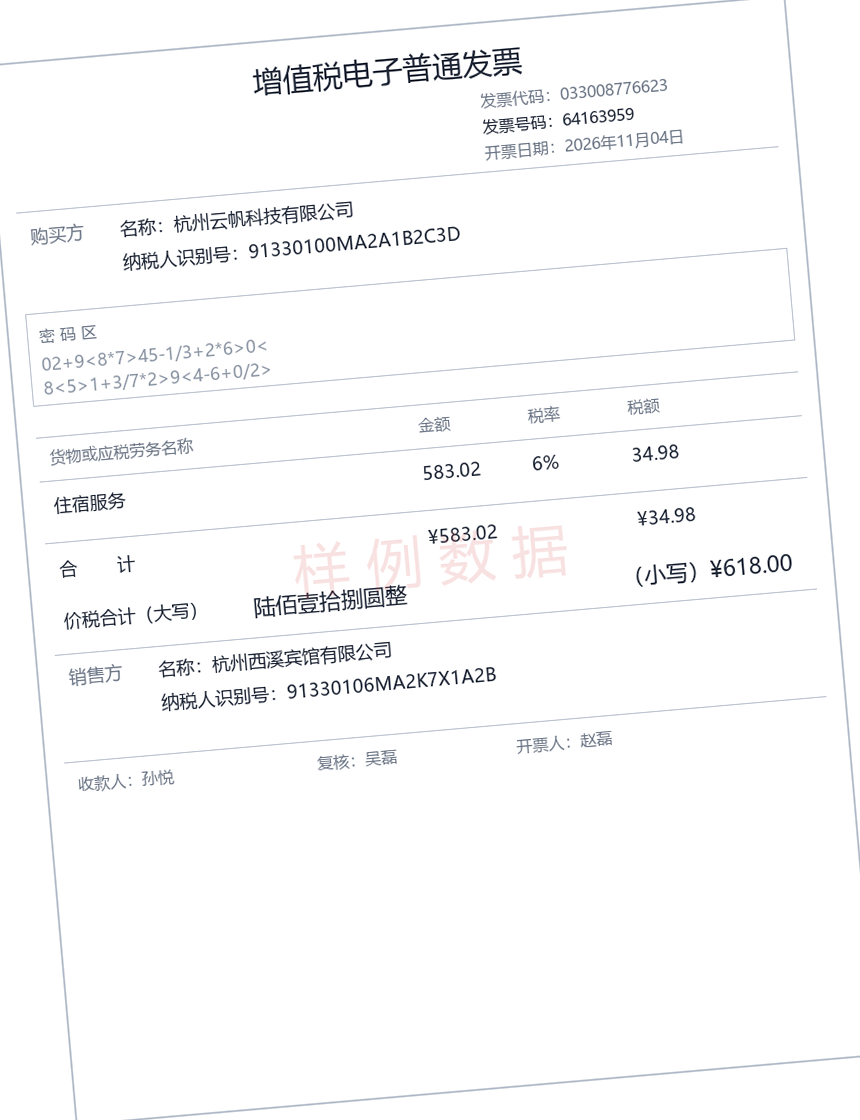 增值税电子普通发票
发票代码：033008776623
发票号码：64163959
开票日期：2026年11月04日
购买方 名称：杭州云帆科技有限公司
纳税人识别号：91330100MA2A1B2C3D
密码区
02+9<8*7>45-1/3+2*6>0<
8<5>1+3/7*2>9<4-6+0/2>
货物或应税劳务名称 金额 税率 税额
住宿服务 583.02 6% 34.98
合 计 ¥583.02 ¥34.98
样例数据
价税合计（大写） 陆佰壹拾捌圆整 （小写）¥618.00
销售方 名称：杭州西溪宾馆有限公司
纳税人识别号：91330106MA2K7X1A2B
收款人：孙悦 复核：吴磊 开票人：赵磊